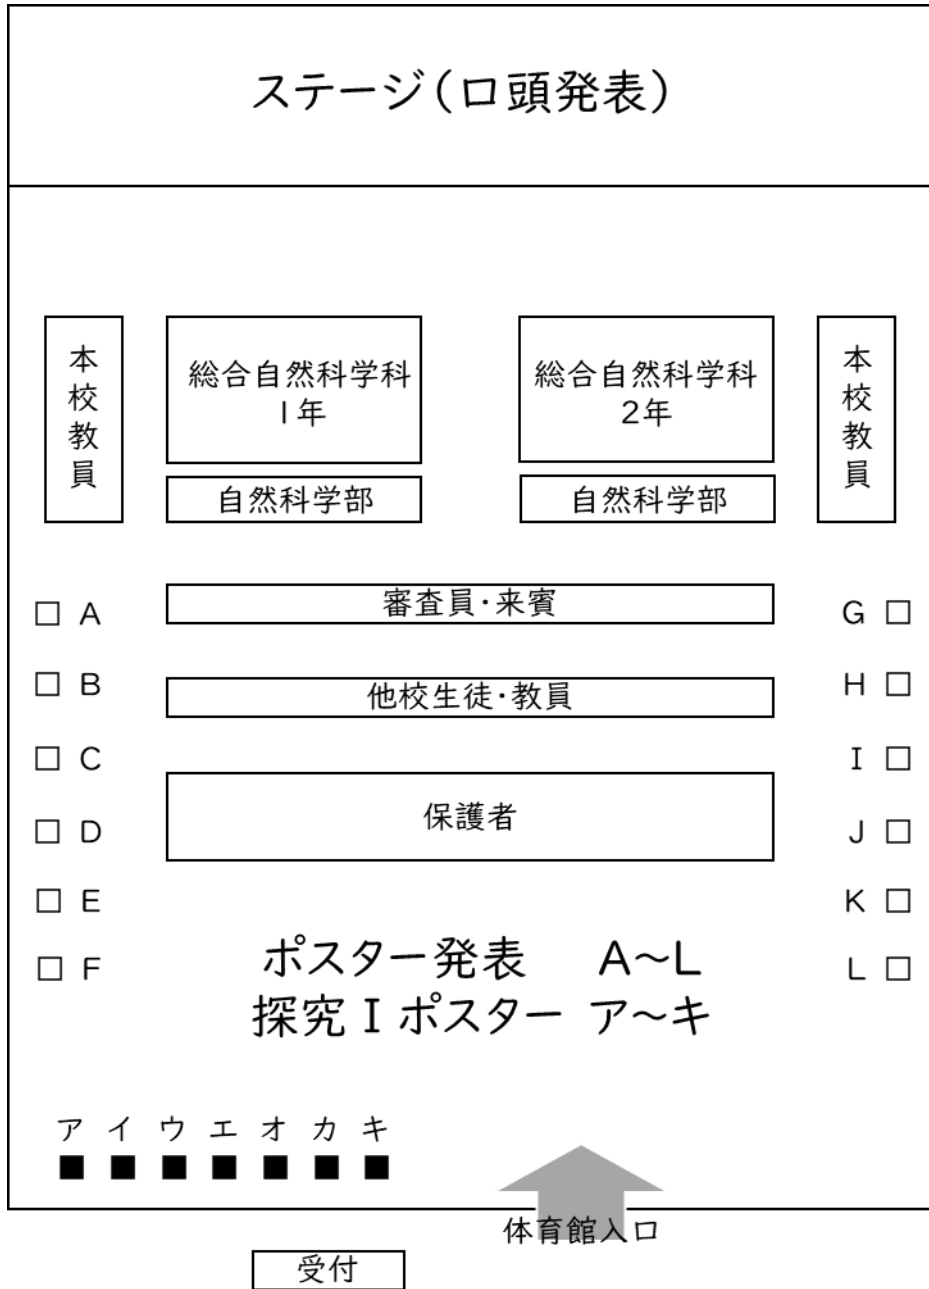 ステージ(口頭発表)
本校教員
総合自然科学科
1年
総合自然科学科
2年
本校教員
自然科学部
自然科学部
審査員・来賓
A
G
他校生徒・教員
B
H
C
I
保護者
D
J
E
K
ポスター発表 A～L
F
L
探究Ⅰポスター ア～キ
ア イ ウ エ オ カ キ
体育館入口
受付